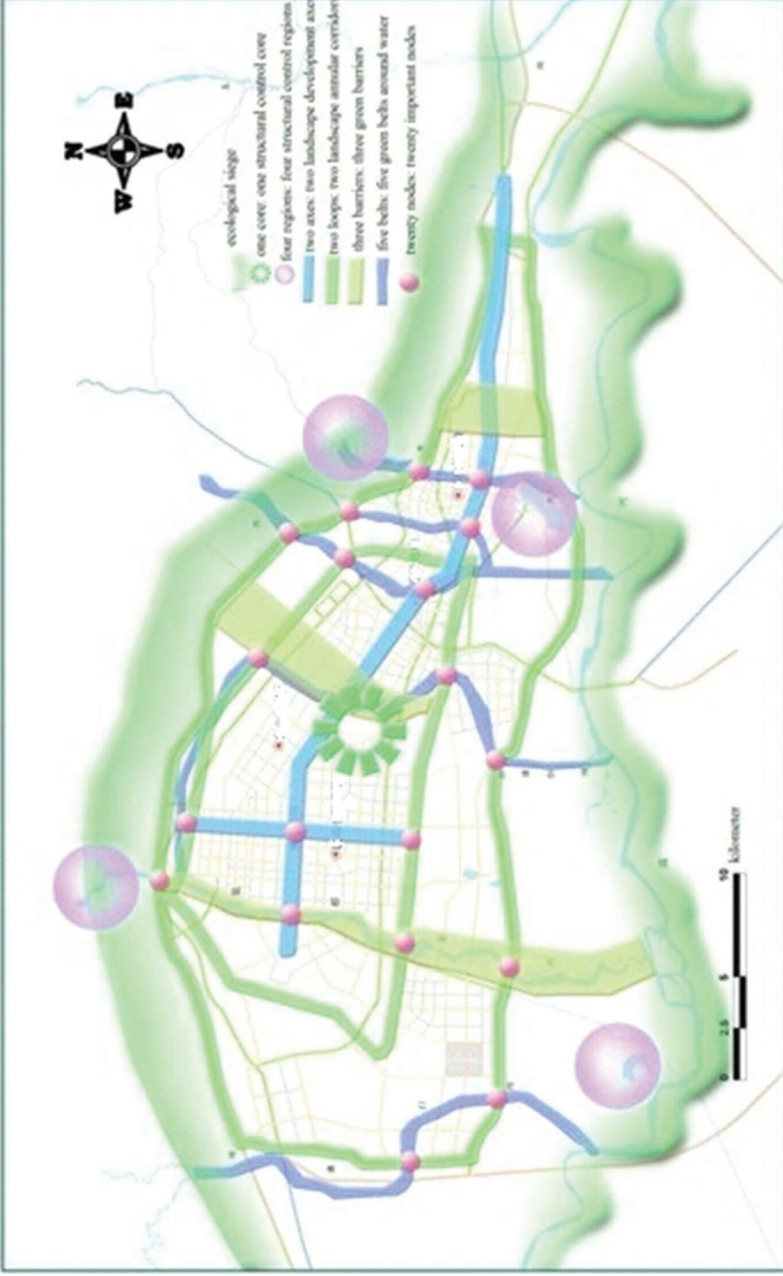 N
E
S
W
ecological siege
one core: one structural control core
four regions: four structural control regions
two axes: two landscape development axes
two loops: two landscape annular corridors
three barriers: three green barriers
five belts: five green belts around water
twenty nodes: twenty important nodes
0 2.5 5 10
kilometer